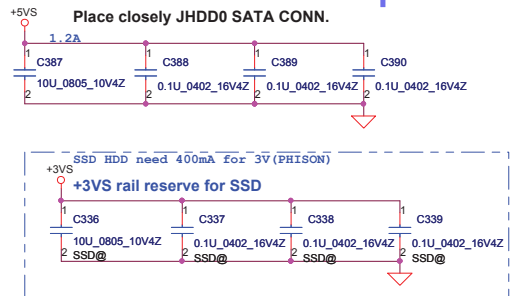 +5VS
Place closely JHDD0 SATA CONN.
1.2A
1 1 1 1
C387 C388 C389 C390
10U_0805_10V4Z 0.1U_0402_16V4Z 0.1U_0402_16V4Z 0.1U_0402_16V4Z
2 2 2 2
SSD HDD need 400mA for 3V(PHISON)
+3VS
+3VS rail reserve for SSD
1 1 1 1
C336 C337 C338 C339
10U_0805_10V4Z 0.1U_0402_16V4Z 0.1U_0402_16V4Z 0.1U_0402_16V4Z
2 SSD@ 2 SSD@ 2 SSD@ 2 SSD@